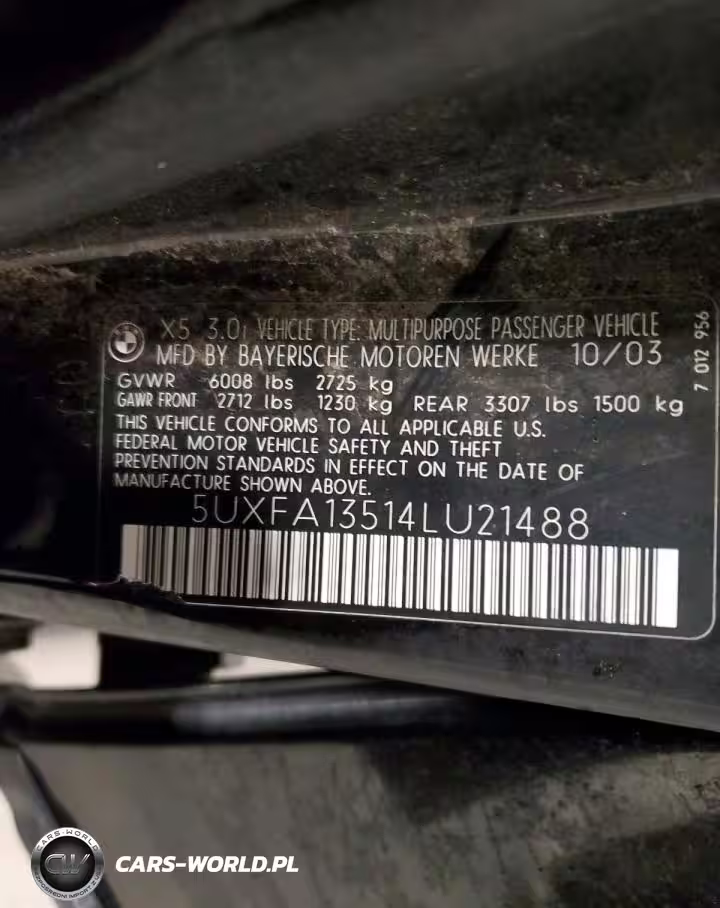 X5 3.0i VEHICLE TYPE: MULTIPURPOSE PASSENGER VEHICLE
MFD BY BAYERISCHE MOTOREN WERKE 10/03
GVWR 6008 lbs 2725 kg
GAWR FRONT 2712 lbs 1230 kg REAR 3307 lbs 1500 kg
THIS VEHICLE CONFORMS TO ALL APPLICABLE U.S.
FEDERAL MOTOR VEHICLE SAFETY AND THEFT
PREVENTION STANDARDS IN EFFECT ON THE DATE OF
MANUFACTURE SHOWN ABOVE.
5UXFA13514LU21488
7 012 956
CARS-WORLD
CW
CARS-WORLD.PL